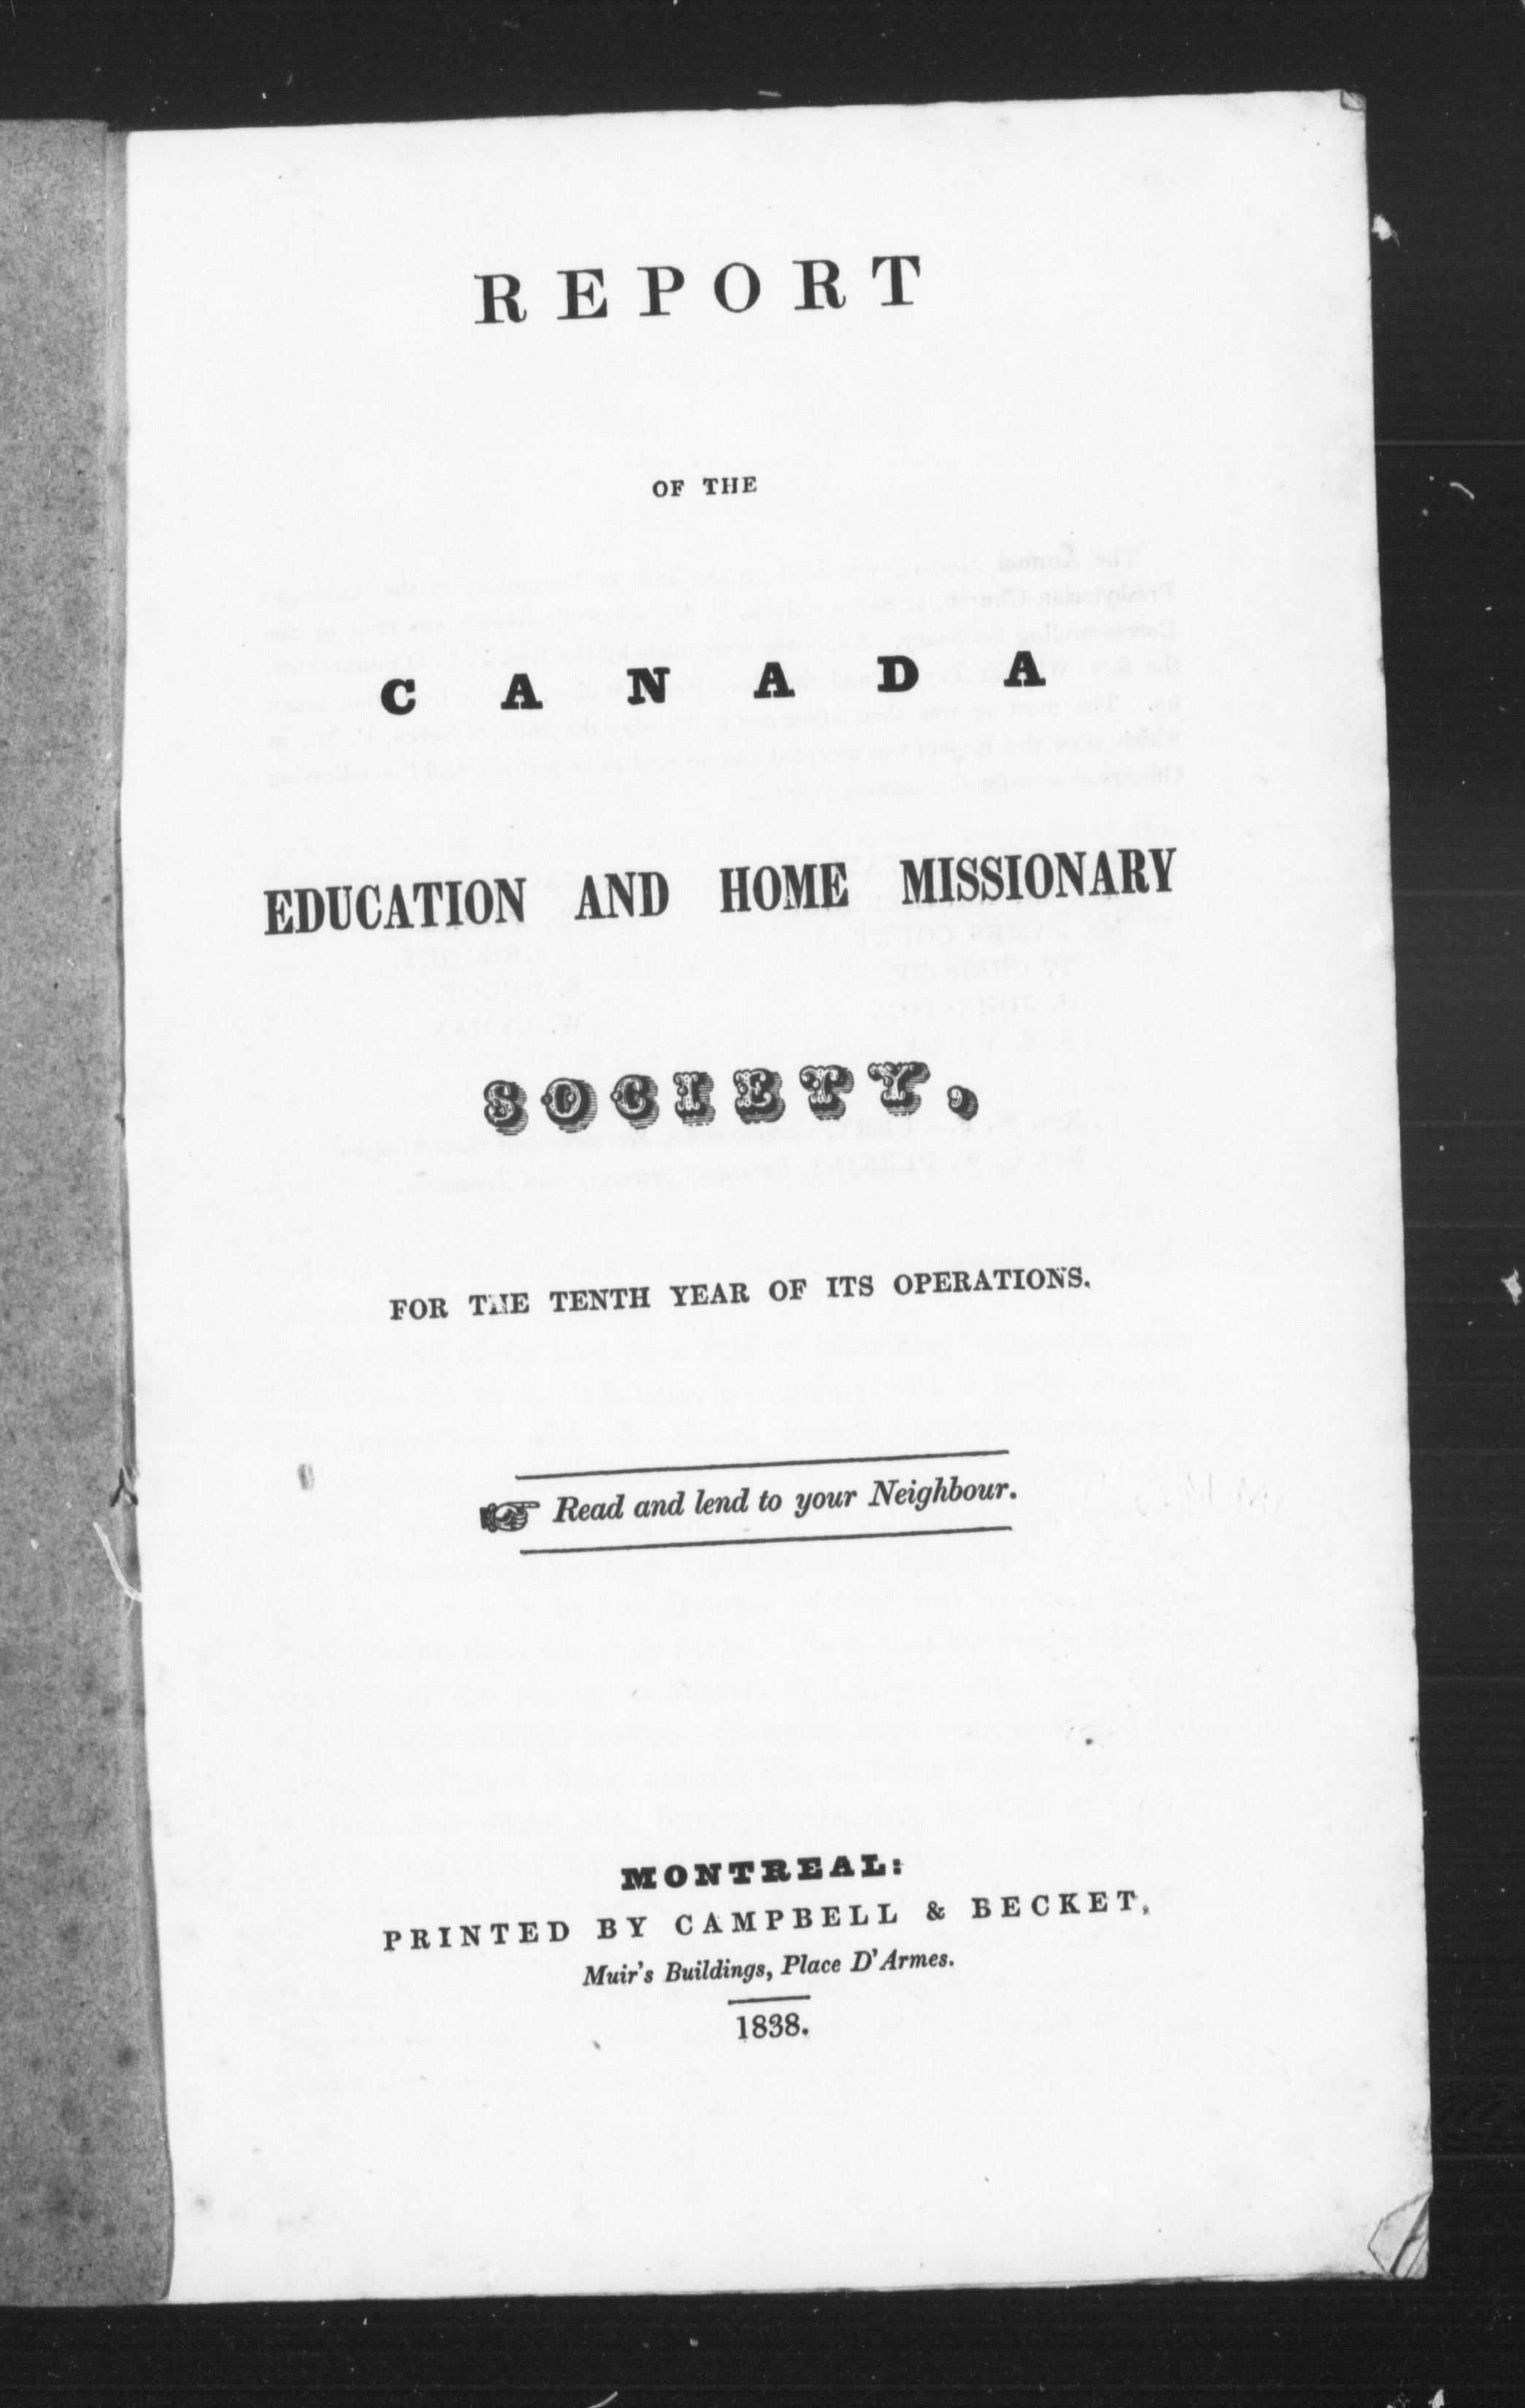 REPORT
OF THE
CANADA
EDUCATION AND HOME MISSIONARY
SOCIETY,
FOR THE TENTH YEAR OF ITS OPERATIONS.
☞ Read and lend to your Neighbour.
MONTREAL:
PRINTED BY CAMPBELL & BECKET,
Muir's Buildings, Place D'Armes.
1838.